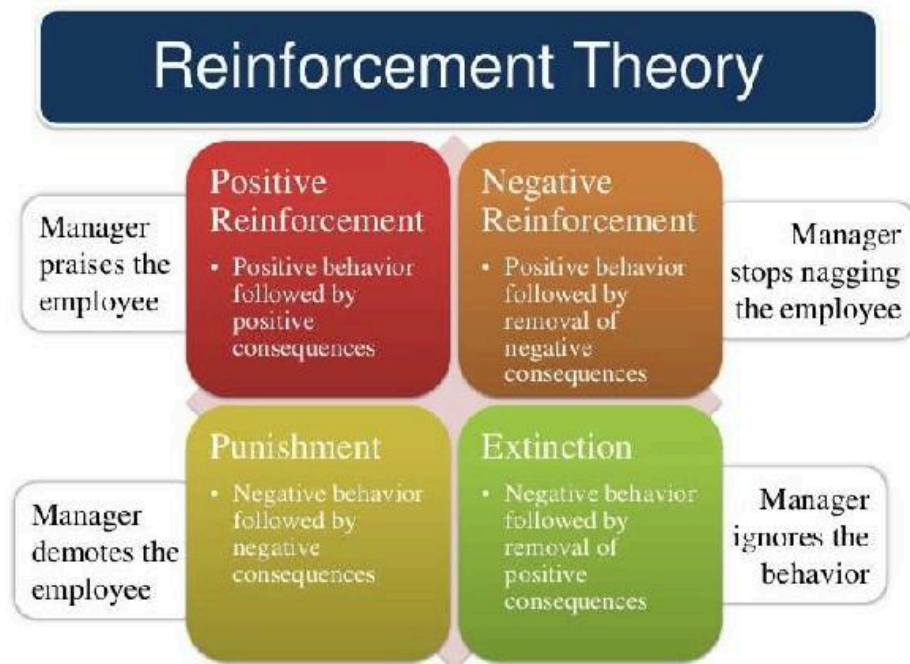 Reinforcement Theory
Manager
praises the
employee
Positive
Reinforcement
• Positive behavior
followed by
positive
consequences
Negative
Reinforcement
• Positive behavior
followed by
removal of
negative
consequences
Manager
stops nagging
the employee
Manager
demotes the
employee
Punishment
• Negative behavior
followed by
negative
consequences
Extinction
• Negative behavior
followed by
removal of
positive
consequences
Manager
ignores the
behavior